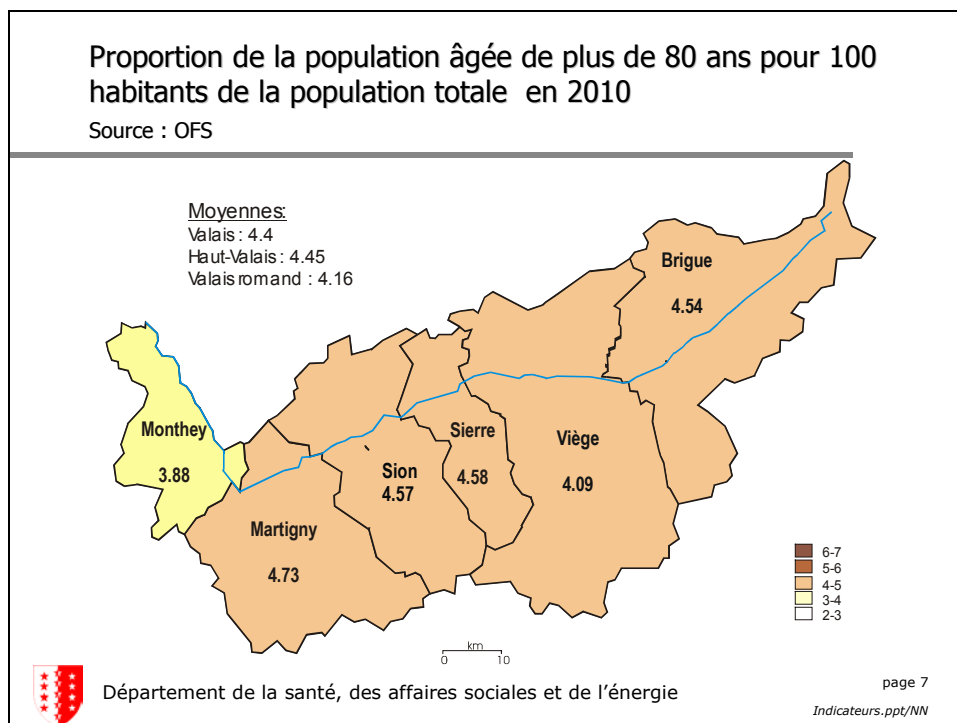 Proportion de la population âgée de plus de 80 ans pour 100
habitants de la population totale  en 2010
Source : OFS
Moyennes:
Valais : 4.4
Haut-Valais : 4.45
Valais romand : 4.16
Brigue
4.54
Monthey
3.88
Sierre
4.58
Viège
4.09
Sion
4.57
Martigny
4.73
6-7
5-6
4-5
3-4
2-3
km
0 10
Département de la santé, des affaires sociales et de l’énergie
page 7
Indicateurs.ppt/NN